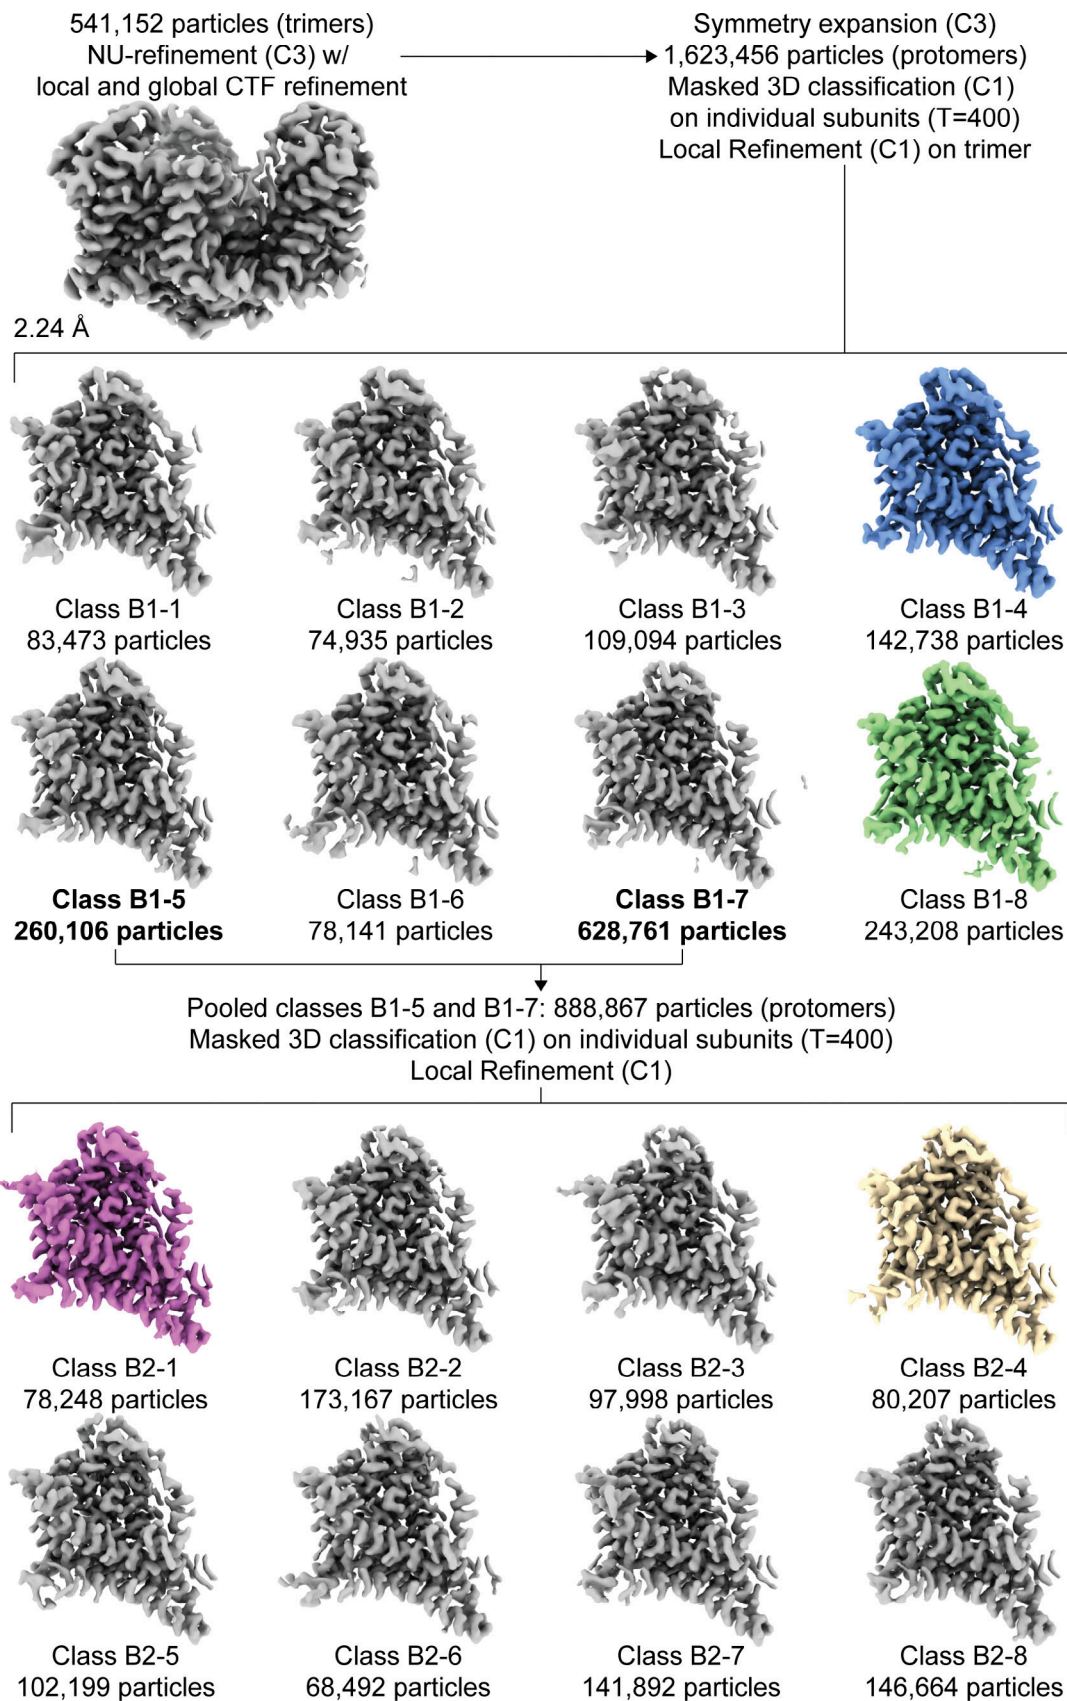 541,152 particles (trimers)
NU-refinement (C3) w/
local and global CTF refinement
Symmetry expansion (C3)
1,623,456 particles (protomers)
Masked 3D classification (C1)
on individual subunits (T=400)
Local Refinement (C1) on trimer
2.24 Å
Class B1-1
83,473 particles
Class B1-2
74,935 particles
Class B1-3
109,094 particles
Class B1-4
142,738 particles
Class B1-5
260,106 particles
Class B1-6
78,141 particles
Class B1-7
628,761 particles
Class B1-8
243,208 particles
Pooled classes B1-5 and B1-7: 888,867 particles (protomers)
Masked 3D classification (C1) on individual subunits (T=400)
Local Refinement (C1)
Class B2-1
78,248 particles
Class B2-2
173,167 particles
Class B2-3
97,998 particles
Class B2-4
80,207 particles
Class B2-5
102,199 particles
Class B2-6
68,492 particles
Class B2-7
141,892 particles
Class B2-8
146,664 particles